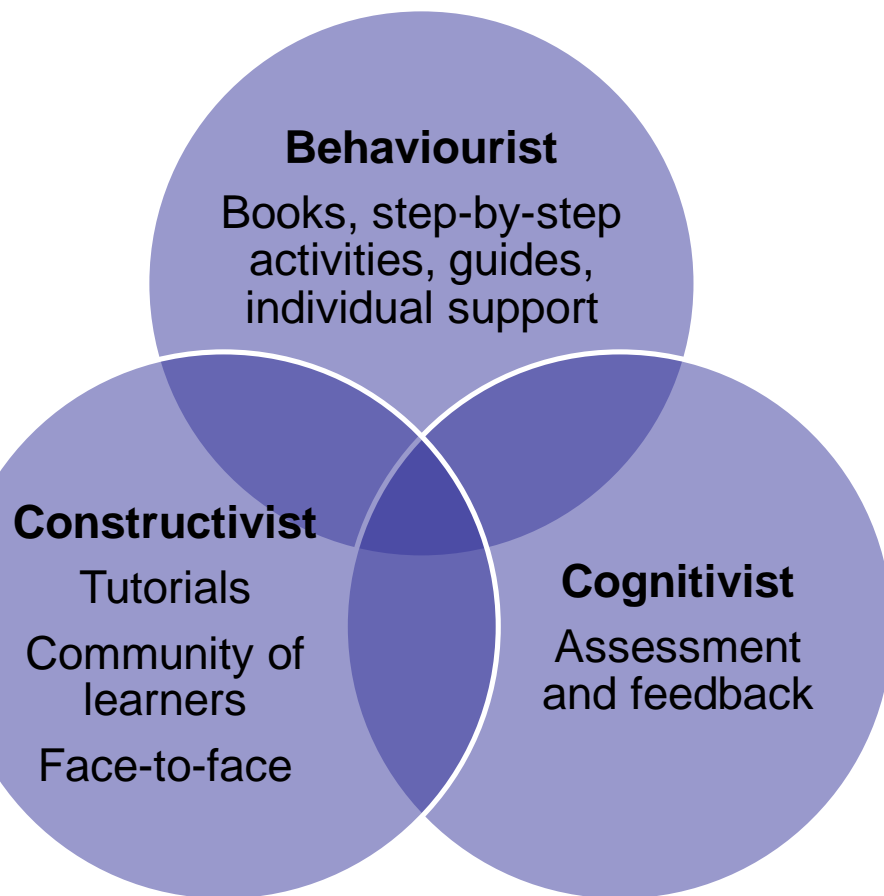 Behaviourist
Books, step-by-step
activities, guides,
individual support
Constructivist
Tutorials
Community of
learners
Face-to-face
Cognitivist
Assessment
and feedback